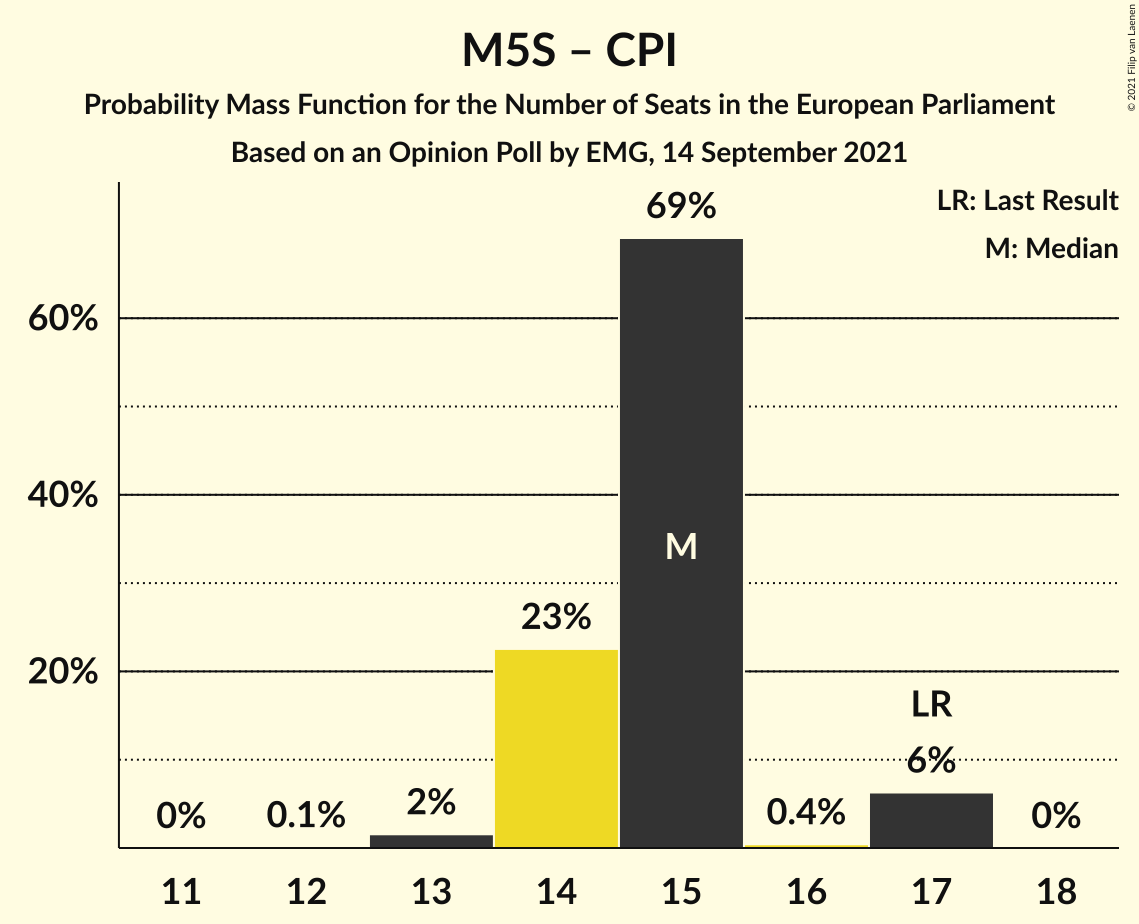 M5S – CPI
Probability Mass Function for the Number of Seats in the European Parliament
Based on an Opinion Poll by EMG, 14 September 2021
© 2021 Filip van Laenen
LR: Last Result
M: Median
69%
60%
40%
M
23%
20%
LR
6%
2%
0%
0.1%
0.4%
0%
11 12 13 14 15 16 17 18